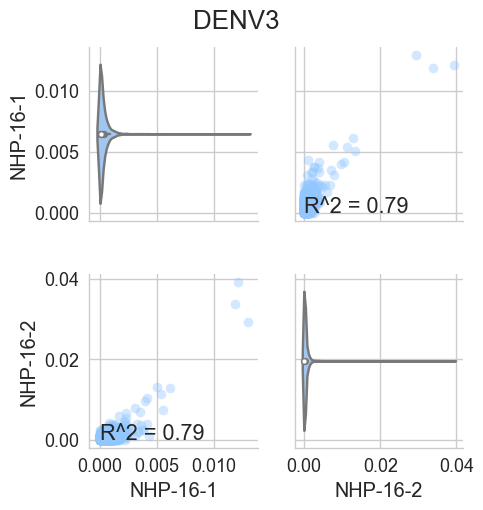 DENV3
NHP-16-1
0.010
0.005
0.000
R^2 = 0.79
NHP-16-2
0.04
0.02
0.00
R^2 = 0.79
0.000 0.005 0.010
0.00 0.02 0.04
NHP-16-1
NHP-16-2